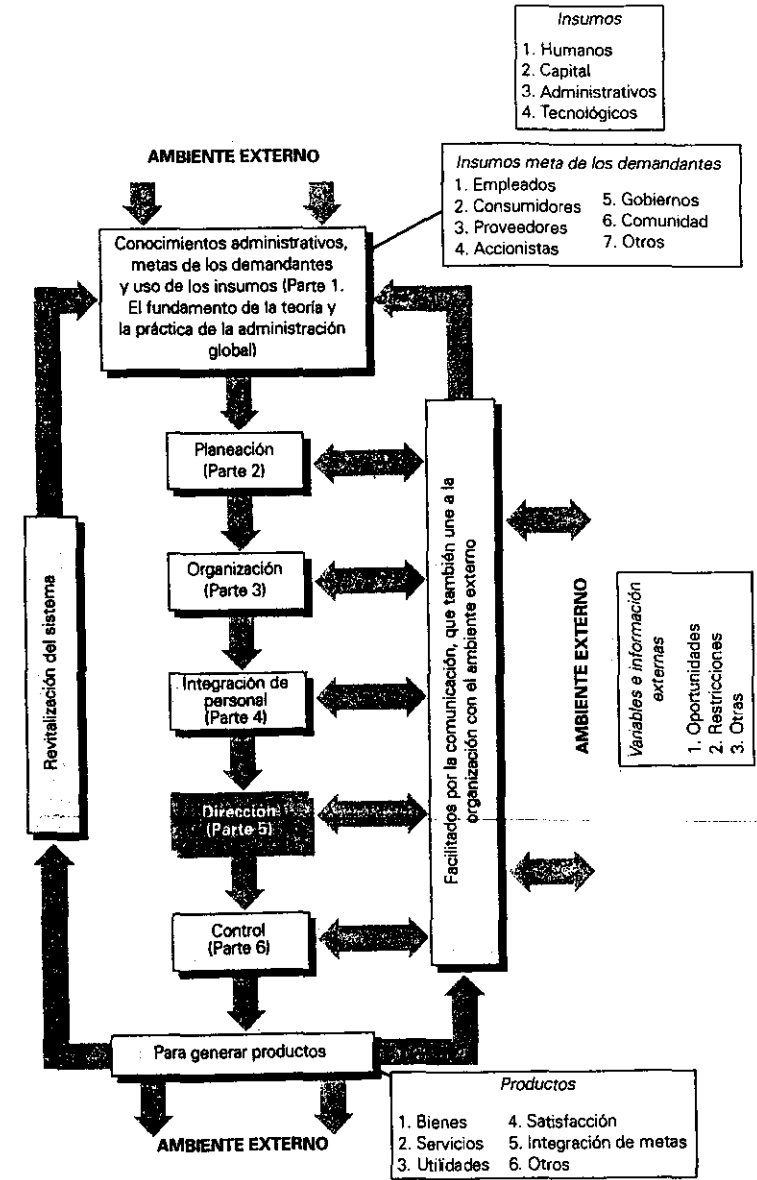 Insumos
1. Humanos
2. Capital
3. Administrativos
4. Tecnológicos
AMBIENTE EXTERNO
Insumos meta de los demandantes
1. Empleados
2. Consumidores
3. Proveedores
4. Accionistas
5. Gobiernos
6. Comunidad
7. Otros
Conocimientos administrativos,
metas de los demandantes
y uso de los insumos (Parte 1.
El fundamento de la teoría y
la práctica de la administración
global)
Planeación
(Parte 2)
Organización
(Parte 3)
Integración de
personal
(Parte 4)
Dirección
(Parte 5)
Control
(Parte 6)
Revitalización del sistema
Facilitados por la comunicación, que también une a la
organización con el ambiente externo
AMBIENTE EXTERNO
Variables e información
externas
1. Oportunidades
2. Restricciones
3. Otras
Para generar productos
AMBIENTE EXTERNO
Productos
1. Bienes
2. Servicios
3. Utilidades
4. Satisfacción
5. Integración de metas
6. Otros